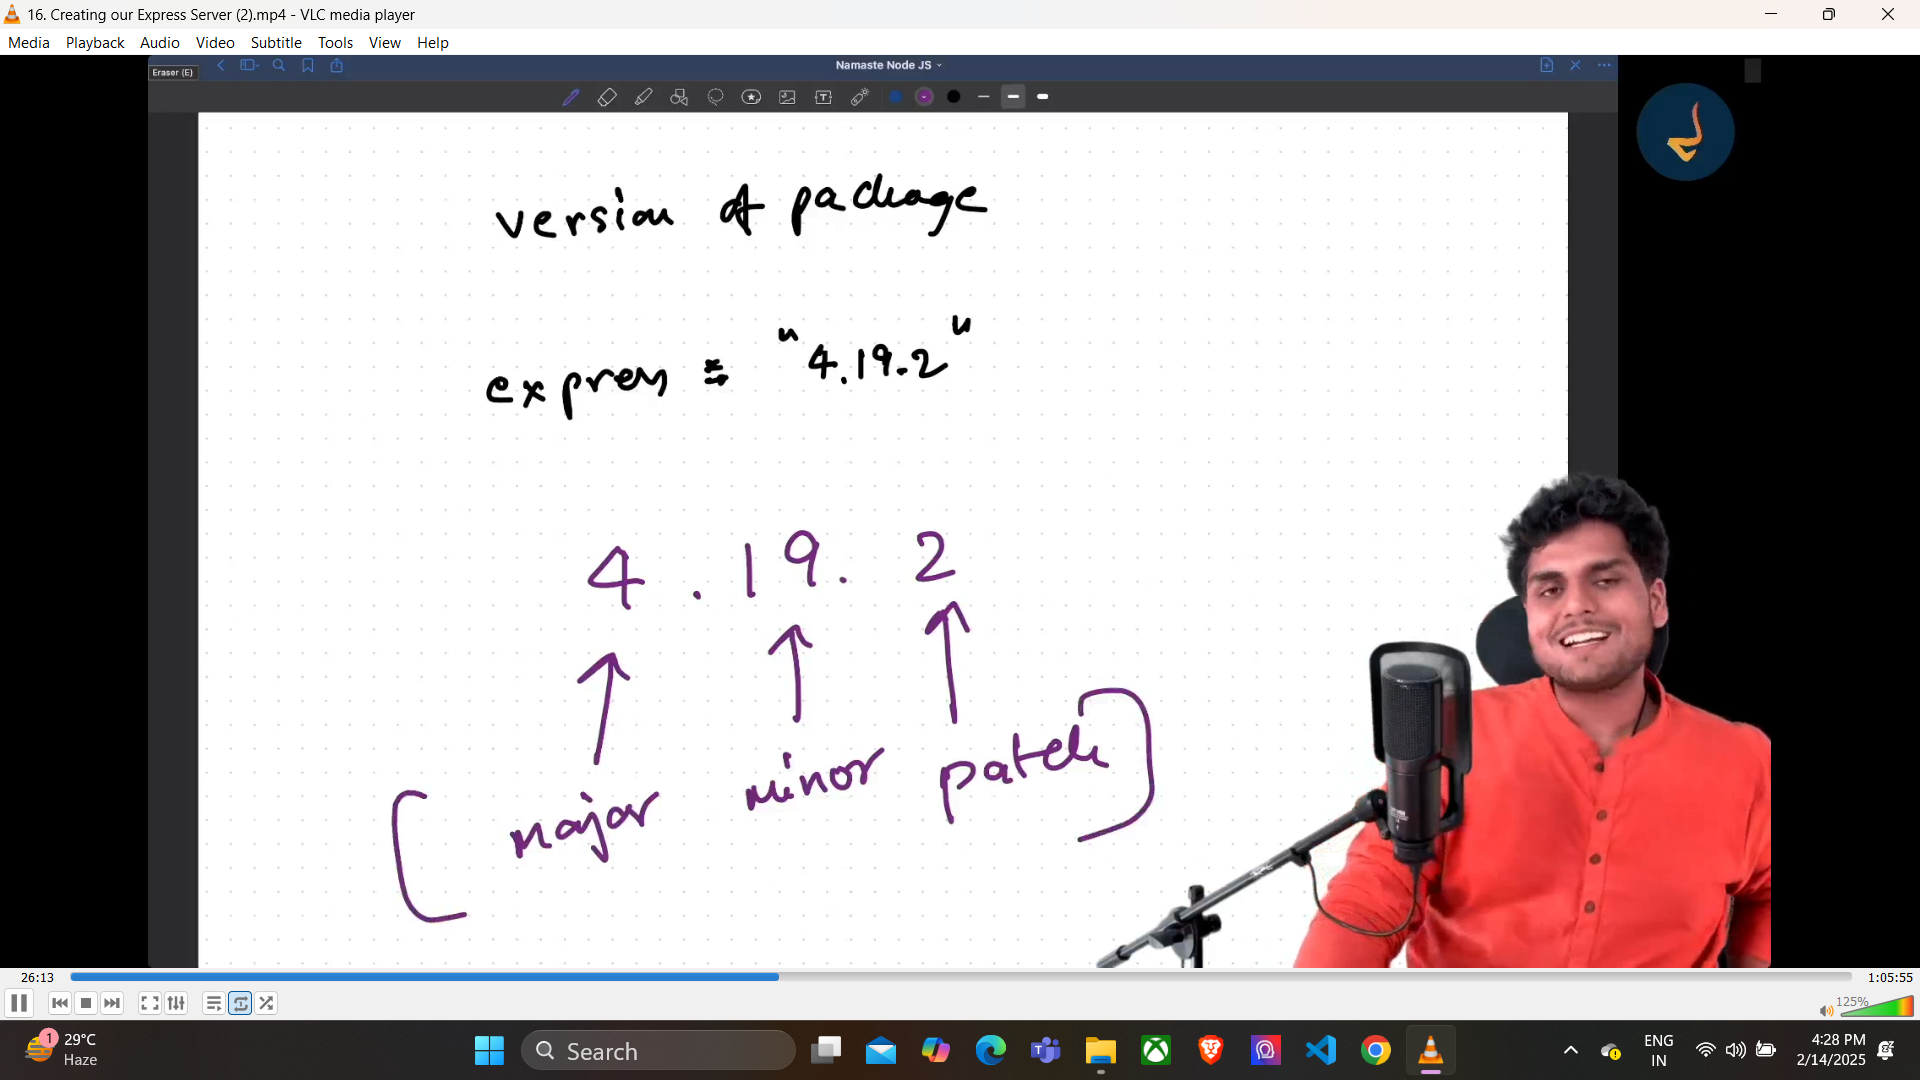 16. Creating our Express Server (2).mp4 - VLC media player
Media Playback Audio Video Subtitle Tools View Help
Eraser (E)
Namaste Node JS
version of package
express = "4.19.2"
4 . 19 . 2
major minor patch
26:13
1:05:55
125%
1
29°C
Haze
Search
ENG
IN
4:28 PM
2/14/2025